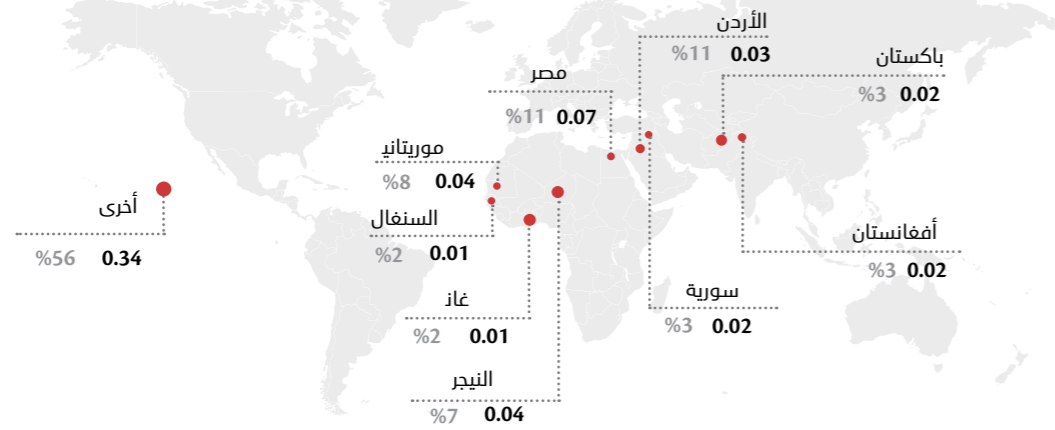 الأردن
0.03 %11
باكستان
0.02 %3
مصر
0.07 %11
موريتاني
0.04 %8
أفغانستان
0.02 %3
السنغال
0.01 %2
أخرى
0.34 %56
سورية
0.02 %3
غان
0.01 %2
النيجر
0.04 %7